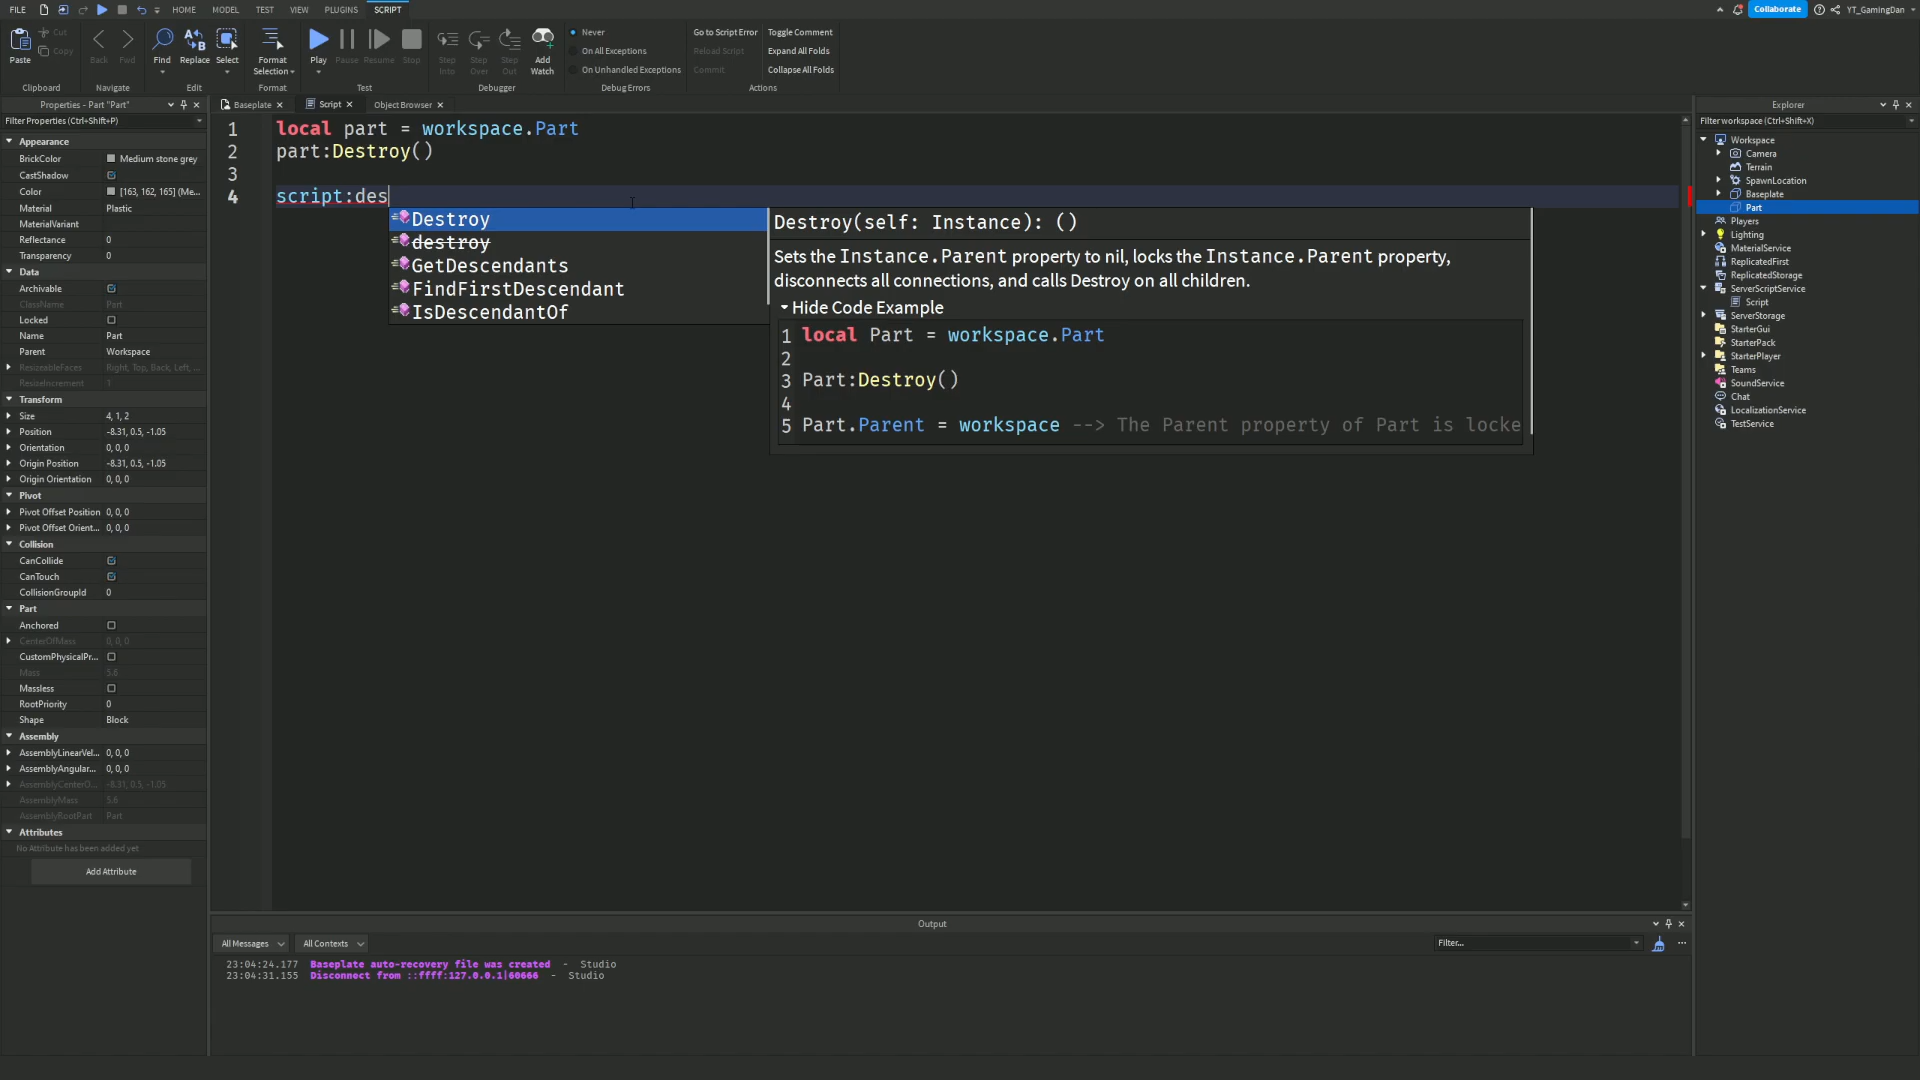 FILE HOME MODEL TEST VIEW PLUGINS SCRIPT Collaborate YT_GamingDan
Paste Cut Copy Back Fwd Find Replace Select Format Selection Play Pause Resume Stop Step Into Step Over Step Out Add Watch
Never
On All Exceptions
On Unhandled Exceptions
Go to Script Error Toggle Comment
Reload Script Expand All Folds
Commit Collapse All Folds
Clipboard Navigate Edit Format Test Debugger Debug Errors Actions
Properties - Part "Part"
Filter Properties (Ctrl+Shift+P)
Appearance
BrickColor Medium stone grey
CastShadow
Color [163, 162, 165] (Me...
Material Plastic
MaterialVariant
Reflectance 0
Transparency 0
Data
Archivable
ClassName Part
Locked
Name Part
Parent Workspace
ResizeableFaces Right, Top, Back, Left, ...
ResizeIncrement 1
Transform
Size 4, 1, 2
Position -8.31, 0.5, -1.05
Orientation 0, 0, 0
Origin Position -8.31, 0.5, -1.05
Origin Orientation 0, 0, 0
Pivot
Pivot Offset Position 0, 0, 0
Pivot Offset Orient... 0, 0, 0
Collision
CanCollide
CanTouch
CollisionGroupId 0
Part
Anchored
CenterOfMass 0, 0, 0
CustomPhysicalPr...
Mass 5.6
Massless
RootPriority 0
Shape Block
Assembly
AssemblyLinearVel... 0, 0, 0
AssemblyAngular... 0, 0, 0
AssemblyCenterO... -8.31, 0.5, -1.05
AssemblyMass 5.6
AssemblyRootPart Part
Attributes
No Attribute has been added yet
Add Attribute
Baseplate Script Object Browser
1 local part = workspace.Part
2 part:Destroy()
3
4 script:des
Destroy
destroy
GetDescendants
FindFirstDescendant
IsDescendantOf
Destroy(self: Instance): ()
Sets the Instance.Parent property to nil, locks the Instance.Parent property,
disconnects all connections, and calls Destroy on all children.
Hide Code Example
1 local Part = workspace.Part
2
3 Part:Destroy()
4
5 Part.Parent = workspace --> The Parent property of Part is locke
Output
All Messages All Contexts Filter...
23:04:24.177 Baseplate auto-recovery file was created - Studio
23:04:31.155 Disconnect from ::ffff:127.0.0.1|60666 - Studio
Explorer
Filter workspace (Ctrl+Shift+X)
Workspace
Camera
Terrain
SpawnLocation
Baseplate
Part
Players
Lighting
MaterialService
ReplicatedFirst
ReplicatedStorage
ServerScriptService
Script
ServerStorage
StarterGui
StarterPack
StarterPlayer
Teams
SoundService
Chat
LocalizationService
TestService